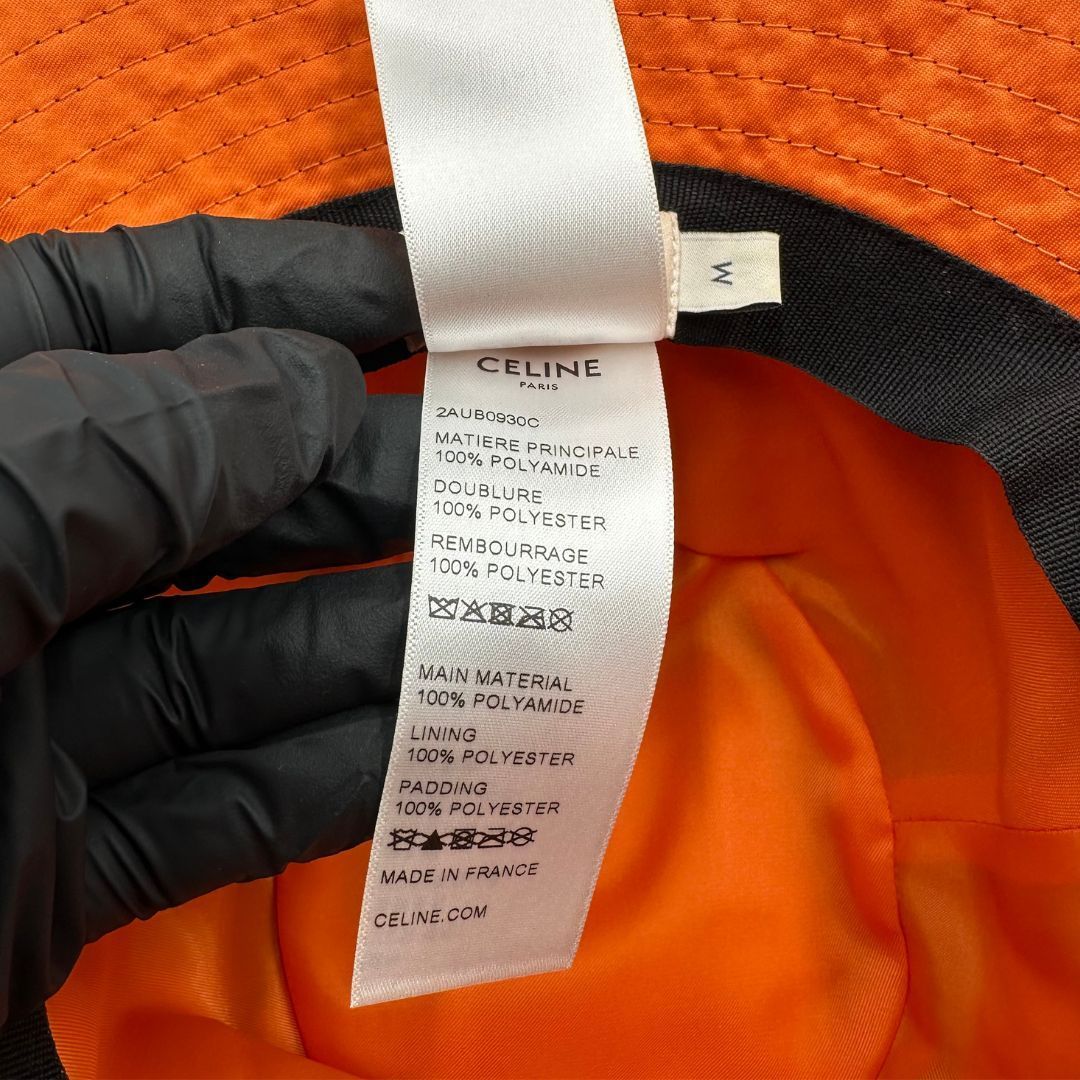 M
CELINE
PARIS
2AUB0930C
MATIERE PRINCIPALE
100% POLYAMIDE
DOUBLURE
100% POLYESTER
REMBOURRAGE
100% POLYESTER
MAIN MATERIAL
100% POLYAMIDE
LINING
100% POLYESTER
PADDING
100% POLYESTER
MADE IN FRANCE
CELINE.COM